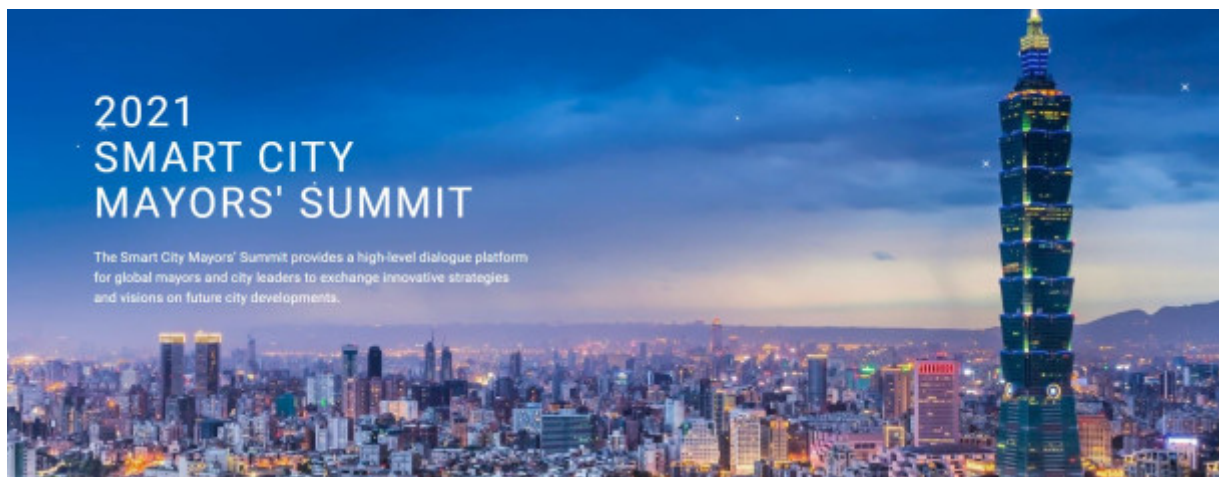 2021
SMART CITY
MAYORS' SUMMIT
The Smart City Mayors' Summit provides a high-level dialogue platform
for global mayors and city leaders to exchange innovative strategies
and visions on future city developments.